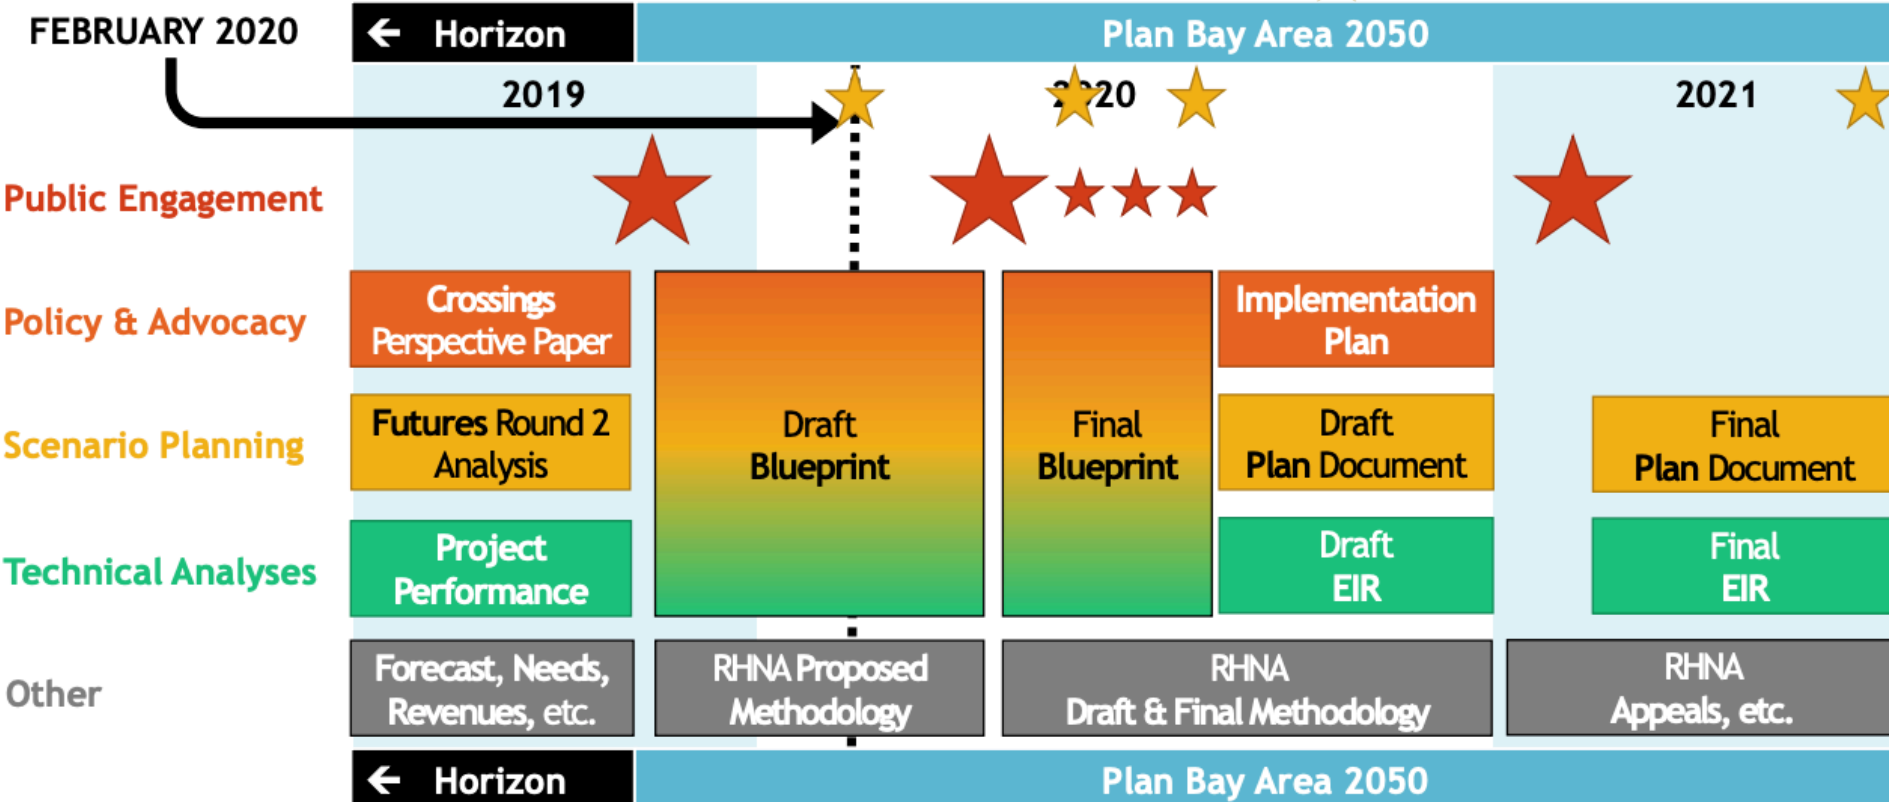 FEBRUARY 2020
← Horizon
Plan Bay Area 2050
2019
2020
2021
Public Engagement
Policy & Advocacy
Crossings
Perspective Paper
Implementation
Plan
Scenario Planning
Futures Round 2
Analysis
Draft
Blueprint
Final
Blueprint
Draft
Plan Document
Final
Plan Document
Technical Analyses
Project
Performance
Draft
EIR
Final
EIR
Other
Forecast, Needs,
Revenues, etc.
RHNA Proposed
Methodology
RHNA
Draft & Final Methodology
RHNA
Appeals, etc.
← Horizon
Plan Bay Area 2050